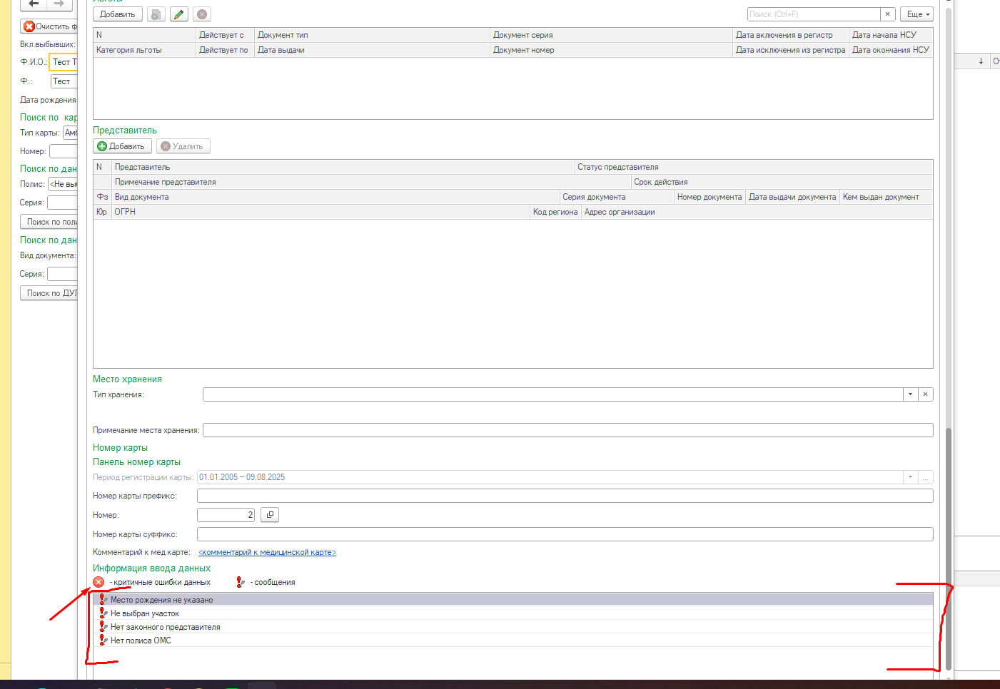 Добавить
Поиск (Ctrl+F)
Еще
N Действует с Документ тип Документ серия Дата включения в регистр Дата начала НСУ
Категория льготы Действует по Дата выдачи Документ номер Дата исключения из регистра Дата окончания НСУ
Очистить ф
Вкл.выбывших:
Ф.И.О.: Тест Т
Ф.: Тест
Дата рождения
Поиск по кар
Тип карты: Амб
Номер:
Поиск по дан
Полис: <Не выб
Серия:
Поиск по поли
Поиск по дан
Вид документа:
Серия:
Поиск по ДУЛ
Представитель
Добавить Удалить
N Представитель Статус представителя
Примечание представителя Срок действия
Фз Вид документа Серия документа Номер документа Дата выдачи документа Кем выдан документ
Юр ОГРН Код региона Адрес организации
Место хранения
Тип хранения:
Примечание места хранения:
Номер карты
Панель номер карты
Период регистрации карты: 01.01.2005 – 09.08.2025 ...
Номер карты префикс:
Номер: 2
Номер карты суффикс:
Комментарий к мед карте: <комментарий к медицинской карте>
Информация ввода данных
- критичные ошибки данных - сообщения
Место рождения не указано
Не выбран участок
Нет законного представителя
Нет полиса ОМС